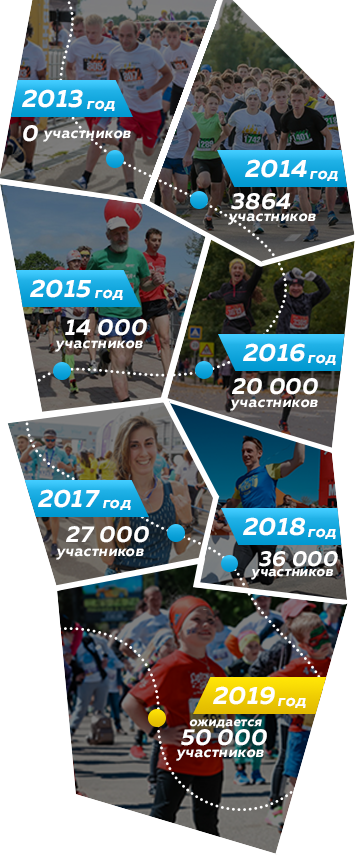 2013 год
0 участников
2014 год
3864
участников
2015 год
14 000
участников
2016 год
20 000
участников
2017 год
27 000
участников
2018 год
36 000
участников
2019 год
ожидается
50 000
участников